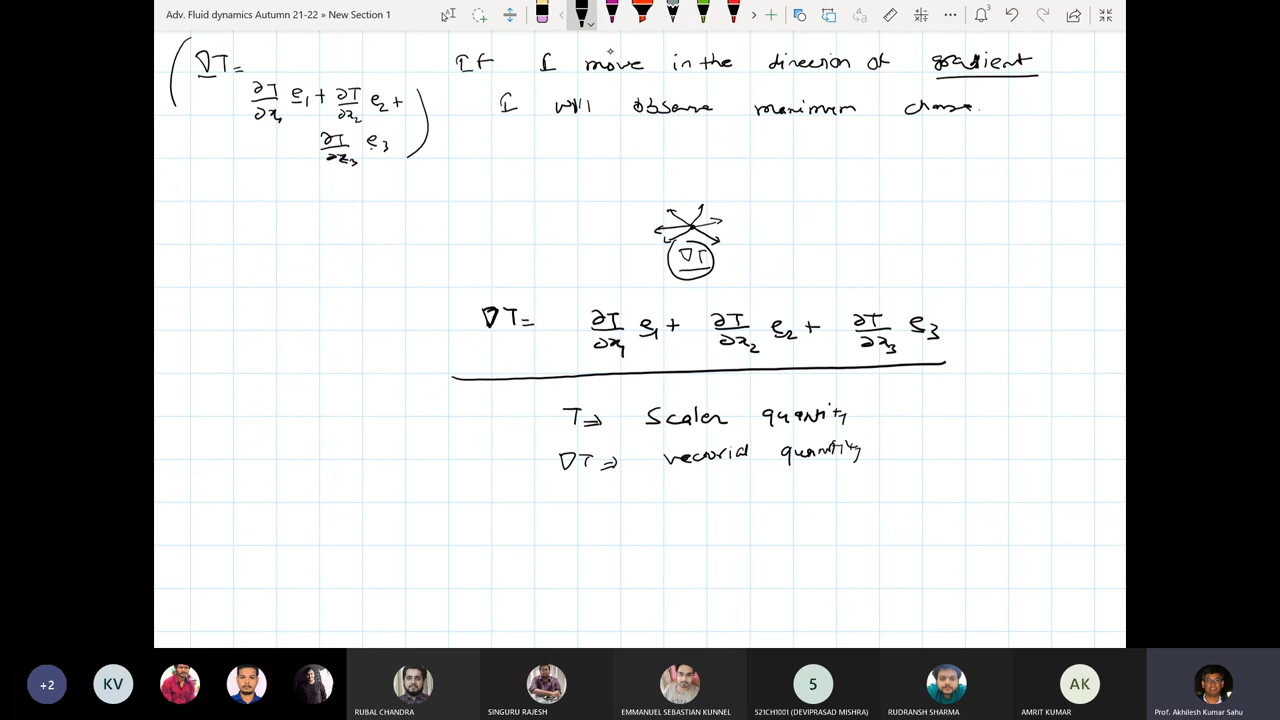 Adv. Fluid dynamics Autumn 21-22 » New Section 1
∇T =
∂T/∂x1 e1 + ∂T/∂x2 e2 +
∂T/∂x3 e3
If I move in the direction of gradient
I will observe maximum change.
∇T
∇T = ∂T/∂x1 e1 + ∂T/∂x2 e2 + ∂T/∂x3 e3
T ⇒ Scaler quantity
∇T ⇒ vectorial quantity
+2
KV
5
AK
RUBAL CHANDRA
SINGURU RAJESH
EMMANUEL SEBASTIAN KUNNEL
521CH1001 (DEVIPRASAD MISHRA)
RUDRANSH SHARMA
AMRIT KUMAR
Prof. Akhilesh Kumar Sahu